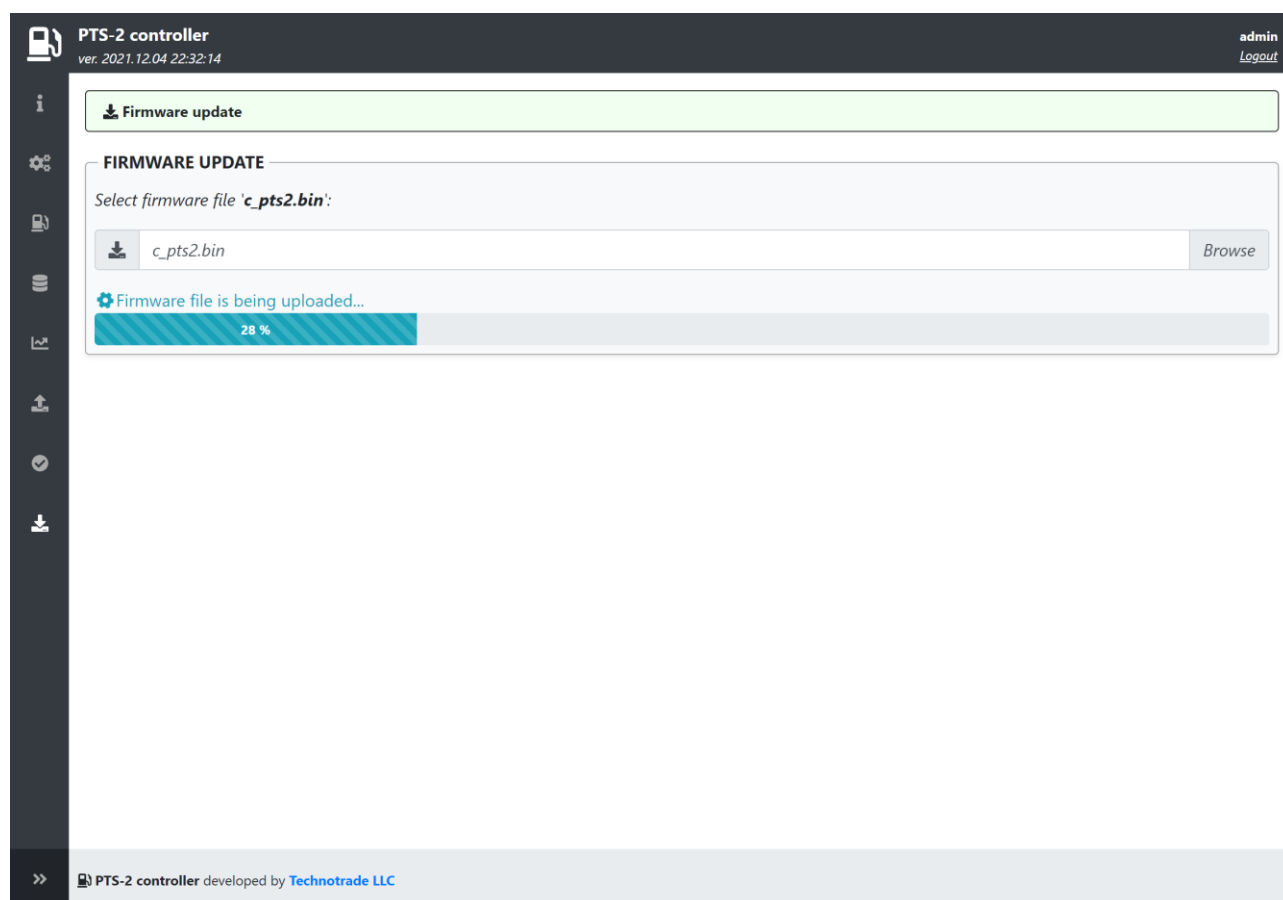 PTS-2 controller
ver. 2021.12.04 22:32:14
admin
Logout
Firmware update
FIRMWARE UPDATE
Select firmware file 'c_pts2.bin':
c_pts2.bin
Browse
Firmware file is being uploaded...
28 %
PTS-2 controller developed by Technotrade LLC